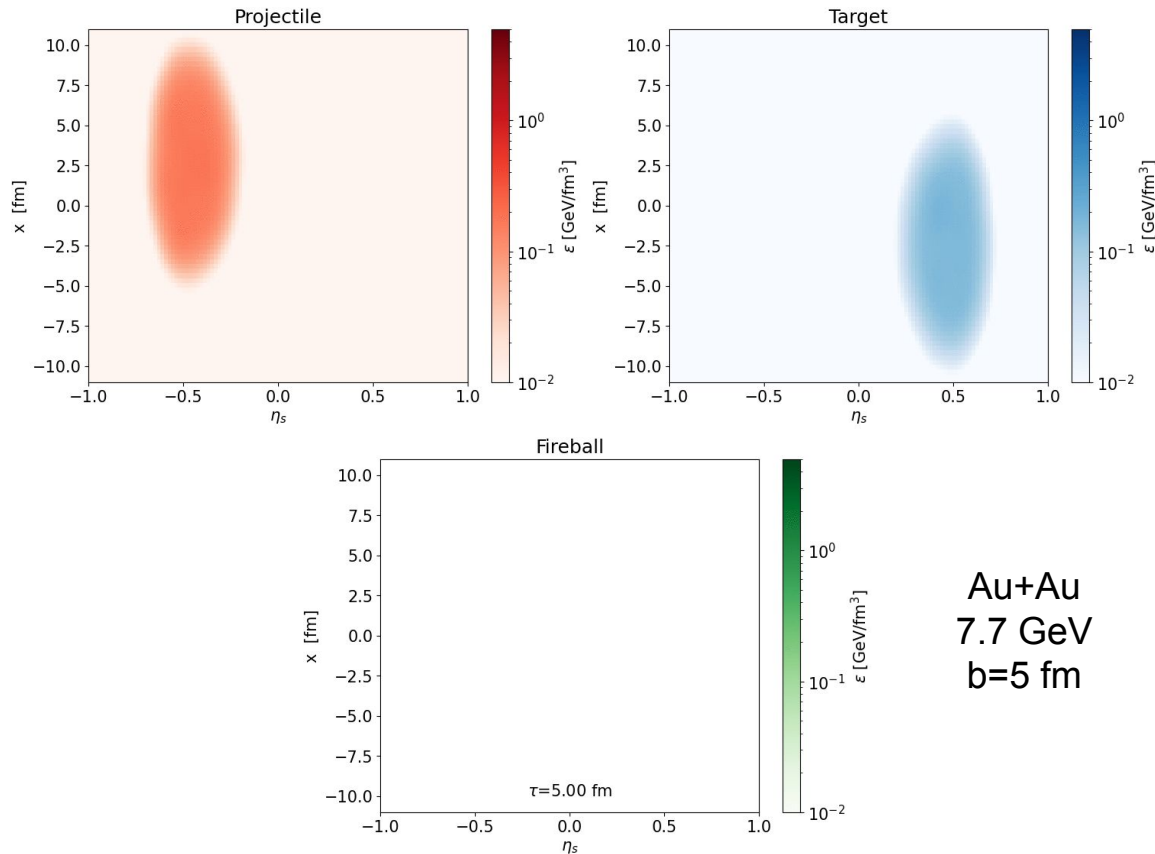 Projectile
10.0
7.5
5.0
2.5
0.0
−2.5
−5.0
−7.5
−10.0
x [fm]
−1.0 −0.5 0.0 0.5 1.0
ηs
10⁰
10⁻¹
10⁻²
ε [GeV/fm³]
Target
10.0
7.5
5.0
2.5
0.0
−2.5
−5.0
−7.5
−10.0
x [fm]
−1.0 −0.5 0.0 0.5 1.0
ηs
10⁰
10⁻¹
10⁻²
ε [GeV/fm³]
Fireball
10.0
7.5
5.0
2.5
0.0
−2.5
−5.0
−7.5
−10.0
x [fm]
τ=5.00 fm
−1.0 −0.5 0.0 0.5 1.0
ηs
10⁰
10⁻¹
10⁻²
ε [GeV/fm³]
Au+Au
7.7 GeV
b=5 fm